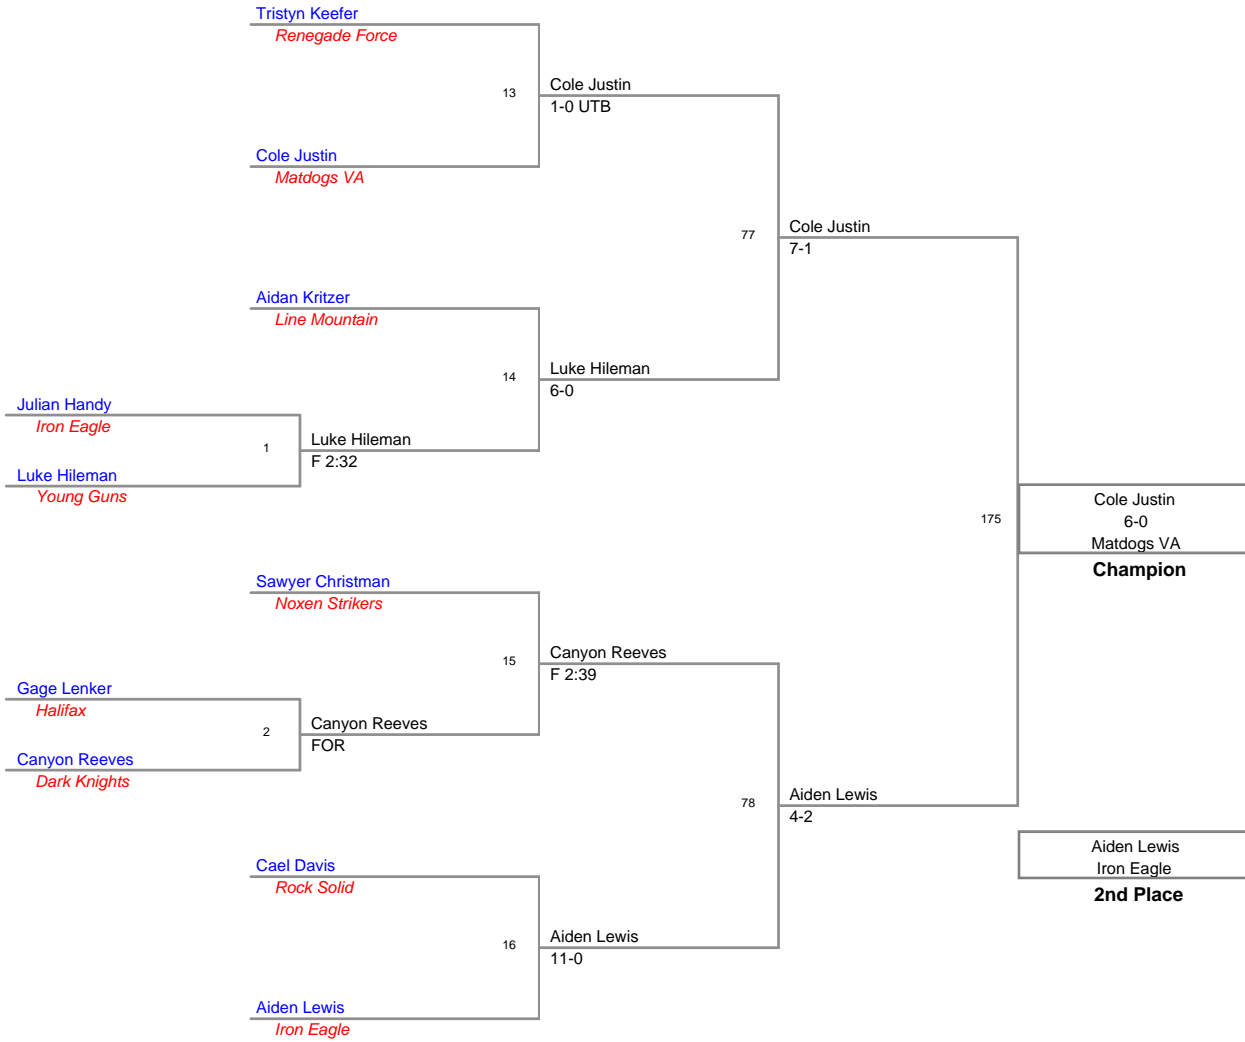 Tristyn Keefer
Renegade Force
13
Cole Justin
1-0 UTB
Cole Justin
Matdogs VA
77
Cole Justin
7-1
Aidan Kritzer
Line Mountain
14
Luke Hileman
6-0
Julian Handy
Iron Eagle
1
Luke Hileman
F 2:32
Luke Hileman
Young Guns
175
Cole Justin
6-0
Matdogs VA
Champion
Sawyer Christman
Noxen Strikers
15
Canyon Reeves
F 2:39
Gage Lenker
Halifax
2
Canyon Reeves
FOR
Canyon Reeves
Dark Knights
78
Aiden Lewis
4-2
Aiden Lewis
Iron Eagle
2nd Place
Cael Davis
Rock Solid
16
Aiden Lewis
11-0
Aiden Lewis
Iron Eagle